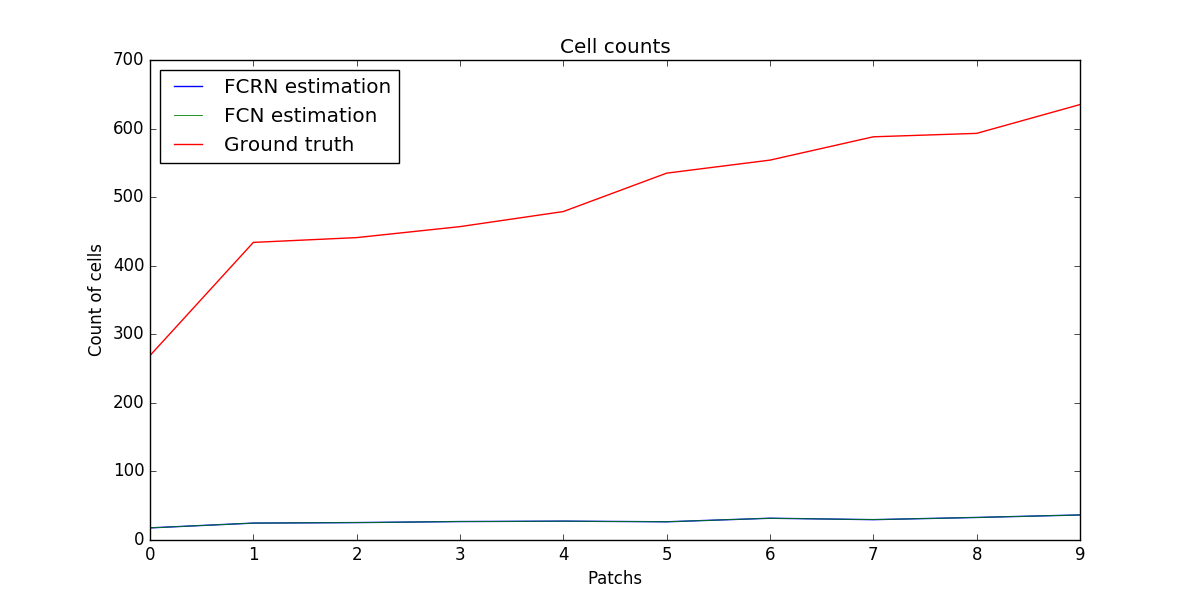 Cell counts
700
600
500
400
300
200
100
0
FCRN estimation
FCN estimation
Ground truth
Count of cells
0 1 2 3 4 5 6 7 8 9
Patchs